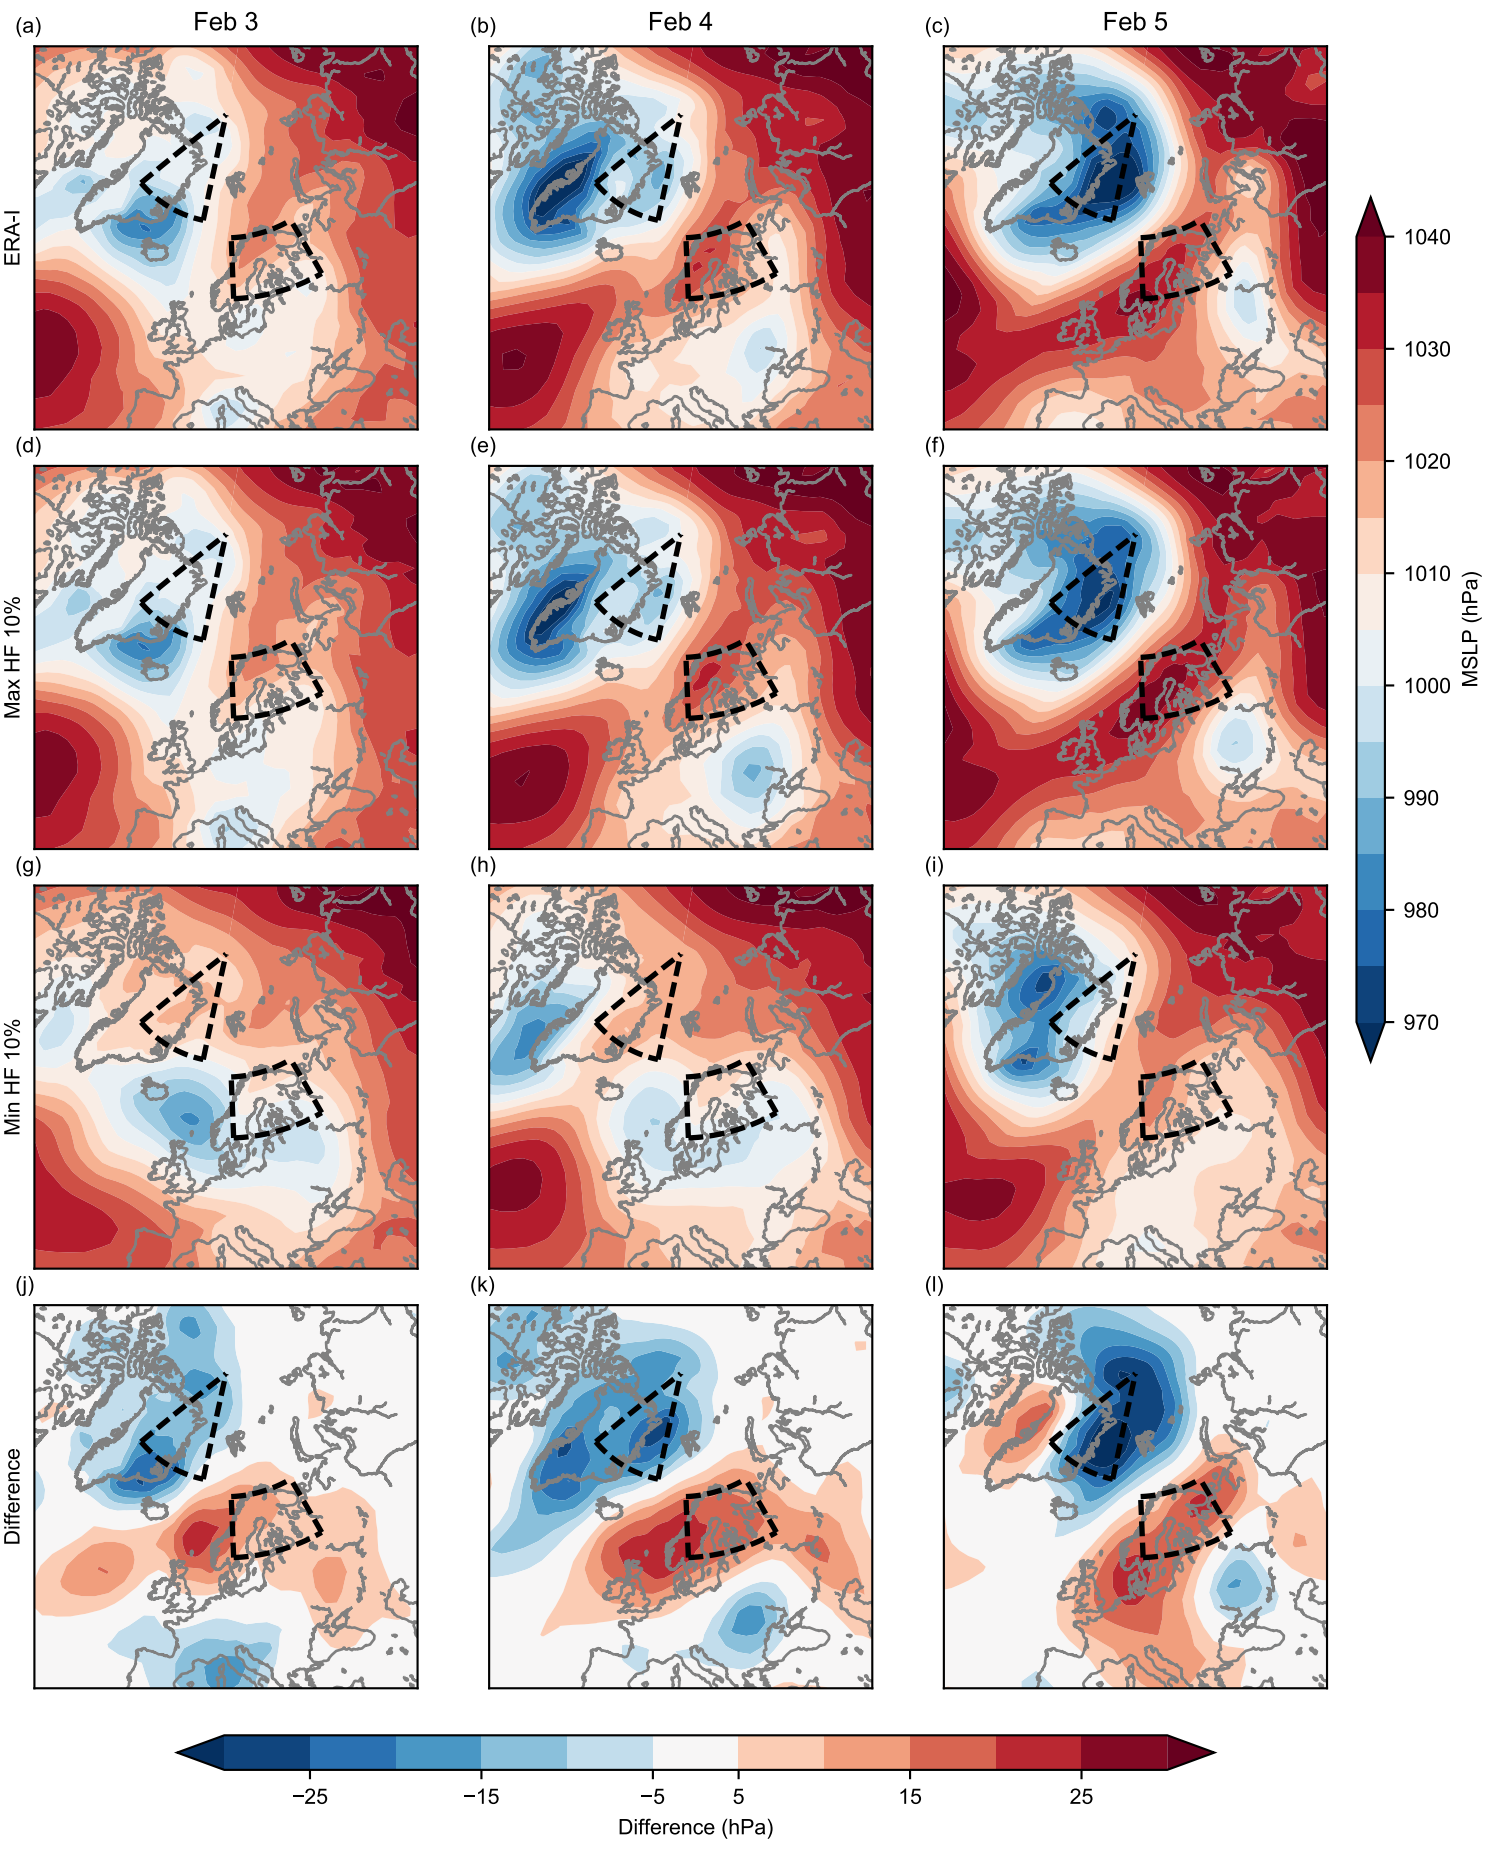 (a) Feb 3 (b) Feb 4 (c) Feb 5
ERA-I
(d) (e) (f)
Max HF 10%
(g) (h) (i)
Min HF 10%
(j) (k) (l)
Difference
1040
1030
1020
1010
1000
990
980
970
MSLP (hPa)
−25 −15 −5 5 15 25
Difference (hPa)